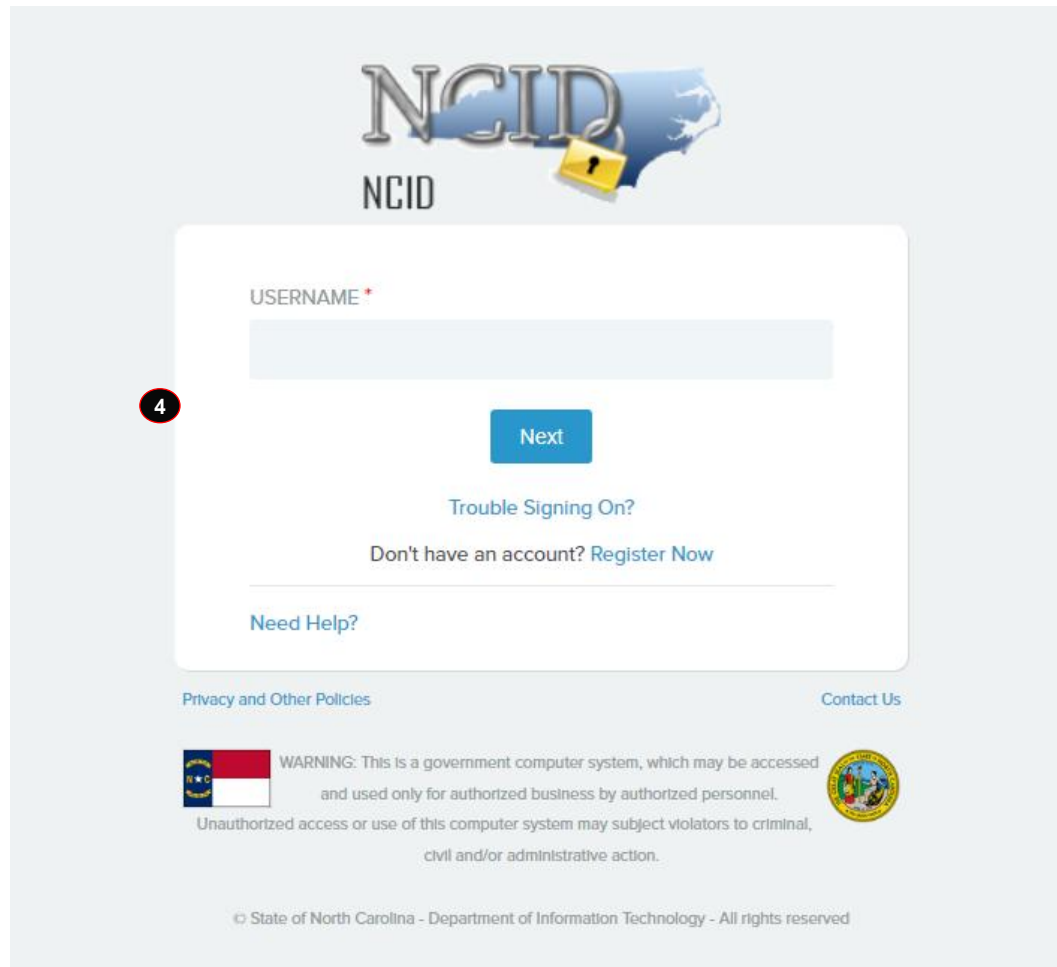 NCID
NCID
USERNAME *
4
Next
Trouble Signing On?
Don't have an account? Register Now
Need Help?
Privacy and Other Policies
Contact Us
N★C
WARNING: This is a government computer system, which may be accessed
and used only for authorized business by authorized personnel.
Unauthorized access or use of this computer system may subject violators to criminal,
civil and/or administrative action.
© State of North Carolina - Department of Information Technology - All rights reserved